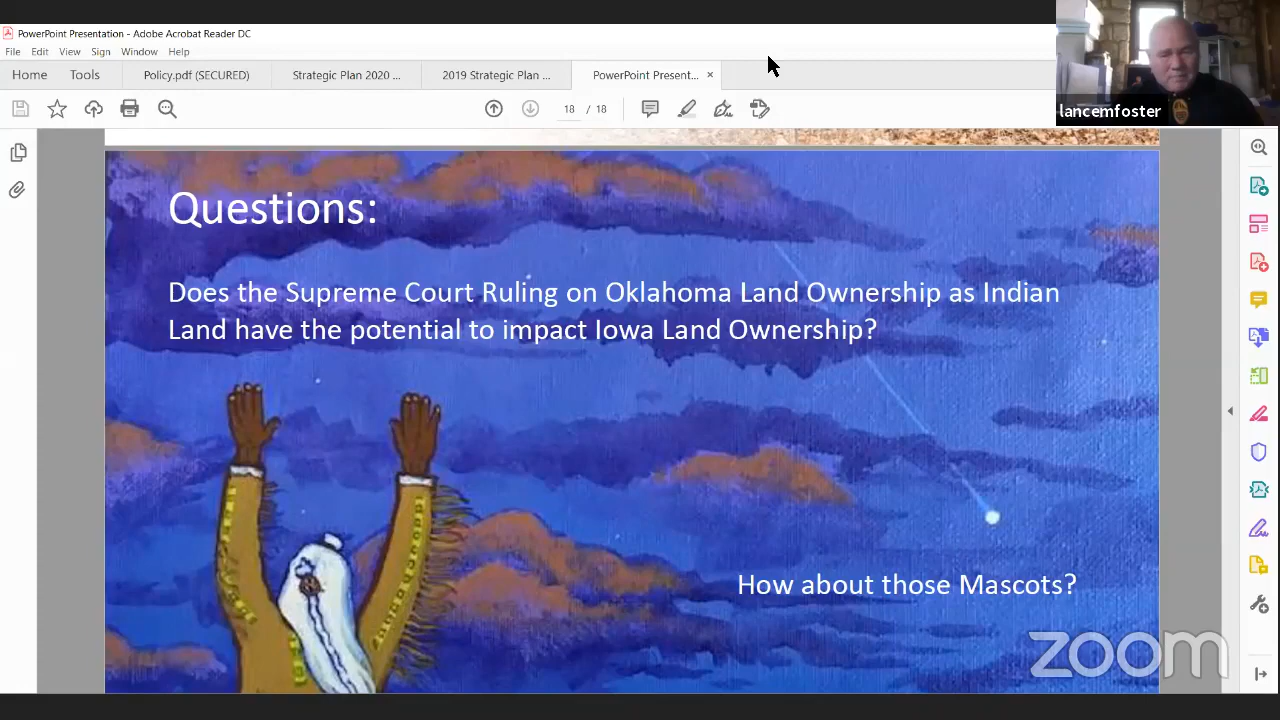 PowerPoint Presentation - Adobe Acrobat Reader DC
File Edit View Sign Window Help
Home Tools Policy.pdf (SECURED) Strategic Plan 2020 ... 2019 Strategic Plan ... PowerPoint Present... ×
18 / 18
lancemfoster
Questions:
Does the Supreme Court Ruling on Oklahoma Land Ownership as Indian
Land have the potential to impact Iowa Land Ownership?
How about those Mascots?
zoom